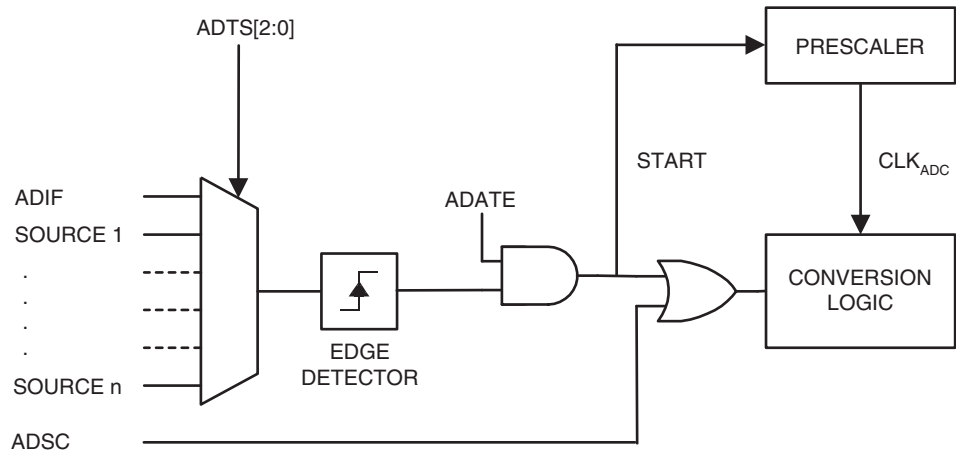 ADTS[2:0]
PRESCALER
START
CLKADC
ADIF
ADATE
SOURCE 1
.
.
.
.
CONVERSION
LOGIC
EDGE
DETECTOR
SOURCE n
ADSC